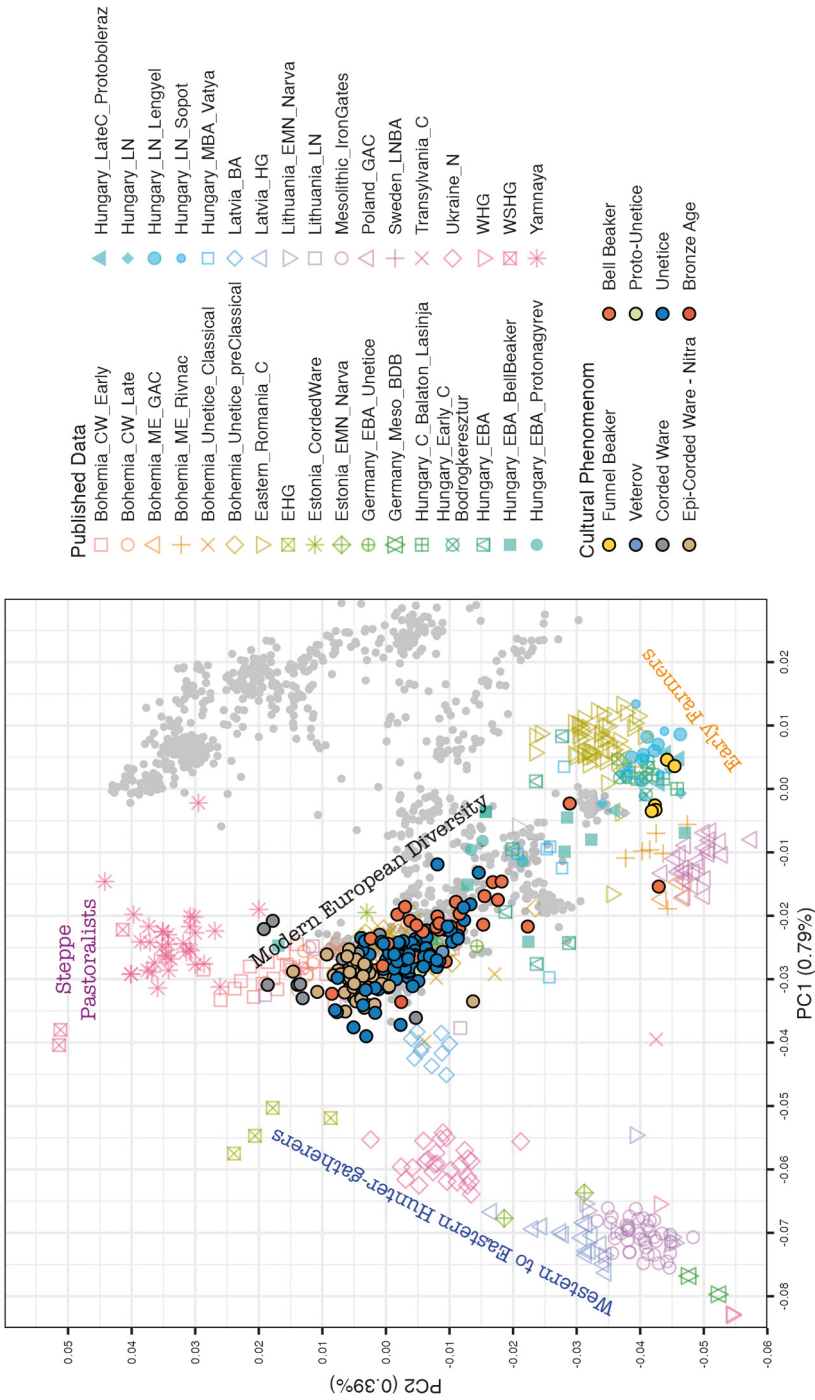 Steppe
Pastoralists
Modern European Diversity
Western to Eastern Hunter-gatherers
Early Farmers
PC2 (0.39%)
0.05
0.04
0.03
0.02
0.01
0.00
-0.01
-0.02
-0.03
-0.04
-0.05
-0.06
-0.08
-0.07
-0.06
-0.05
-0.04
-0.03
-0.02
-0.01
0.00
0.01
0.02
PC1 (0.79%)
Published Data
Bohemia_CW_Early
Bohemia_CW_Late
Bohemia_ME_GAC
Bohemia_ME_Rivnac
Bohemia_Unetice_Classical
Bohemia_Unetice_preClassical
Eastern_Romania_C
EHG
Estonia_CordedWare
Estonia_EMN_Narva
Germany_EBA_Unetice
Germany_Meso_BDB
Hungary_C_Balaton_Lasinja
Hungary_Early_C
Bodrogkeresztur
Hungary_EBA
Hungary_EBA_BellBeaker
Hungary_EBA_Protonagyrev
Hungary_LateC_Protoboleraz
Hungary_LN
Hungary_LN_Lengyel
Hungary_LN_Sopot
Hungary_MBA_Vatya
Latvia_BA
Latvia_HG
Lithuania_EMN_Narva
Lithuania_LN
Mesolithic_IronGates
Poland_GAC
Sweden_LNBA
Transylvania_C
Ukraine_N
WHG
WSHG
Yamnaya
Cultural Phenomenom
Funnel Beaker
Veterov
Corded Ware
Epi-Corded Ware - Nitra
Bell Beaker
Proto-Unetice
Unetice
Bronze Age